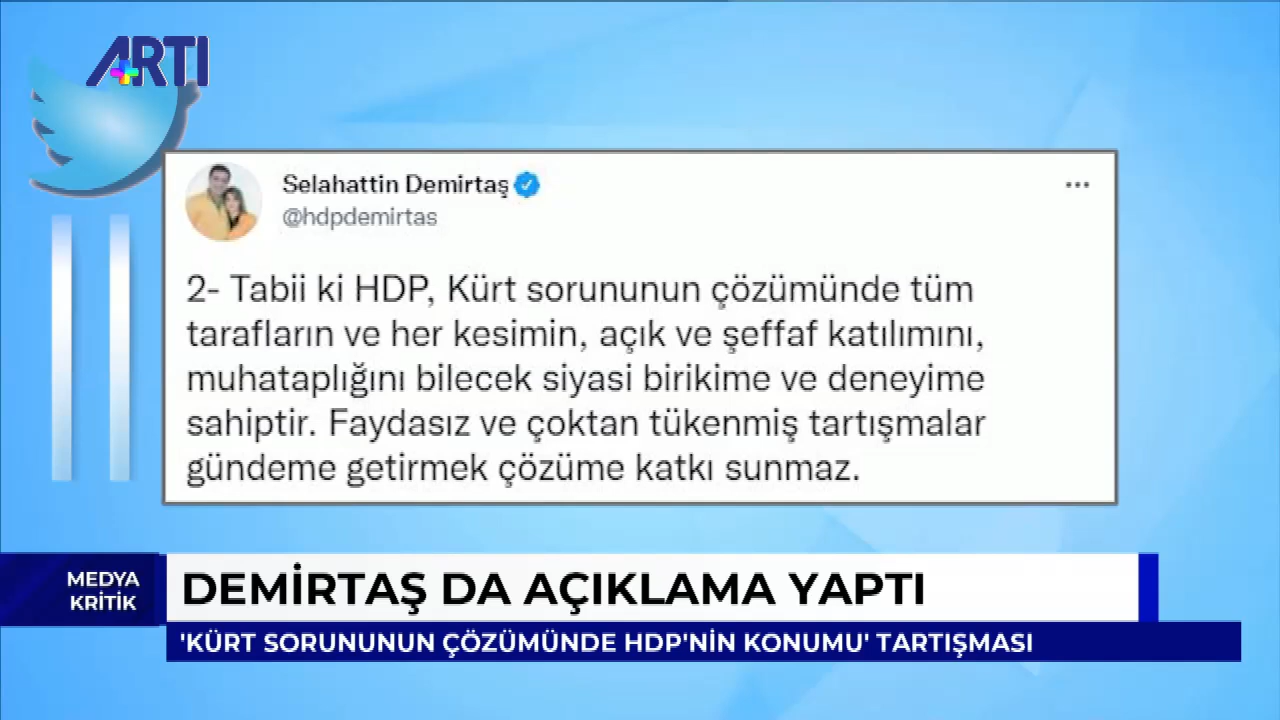 ARTI
Selahattin Demirtaş
@hdpdemirtas
2- Tabii ki HDP, Kürt sorununun çözümünde tüm
tarafların ve her kesimin, açık ve şeffaf katılımını,
muhataplığını bilecek siyasi birikime ve deneyime
sahiptir. Faydasız ve çoktan tükenmiş tartışmalar
gündeme getirmek çözüme katkı sunmaz.
MEDYA
KRİTİK
DEMİRTAŞ DA AÇIKLAMA YAPTI
'KÜRT SORUNUNUN ÇÖZÜMÜNDE HDP'NİN KONUMU' TARTIŞMASI